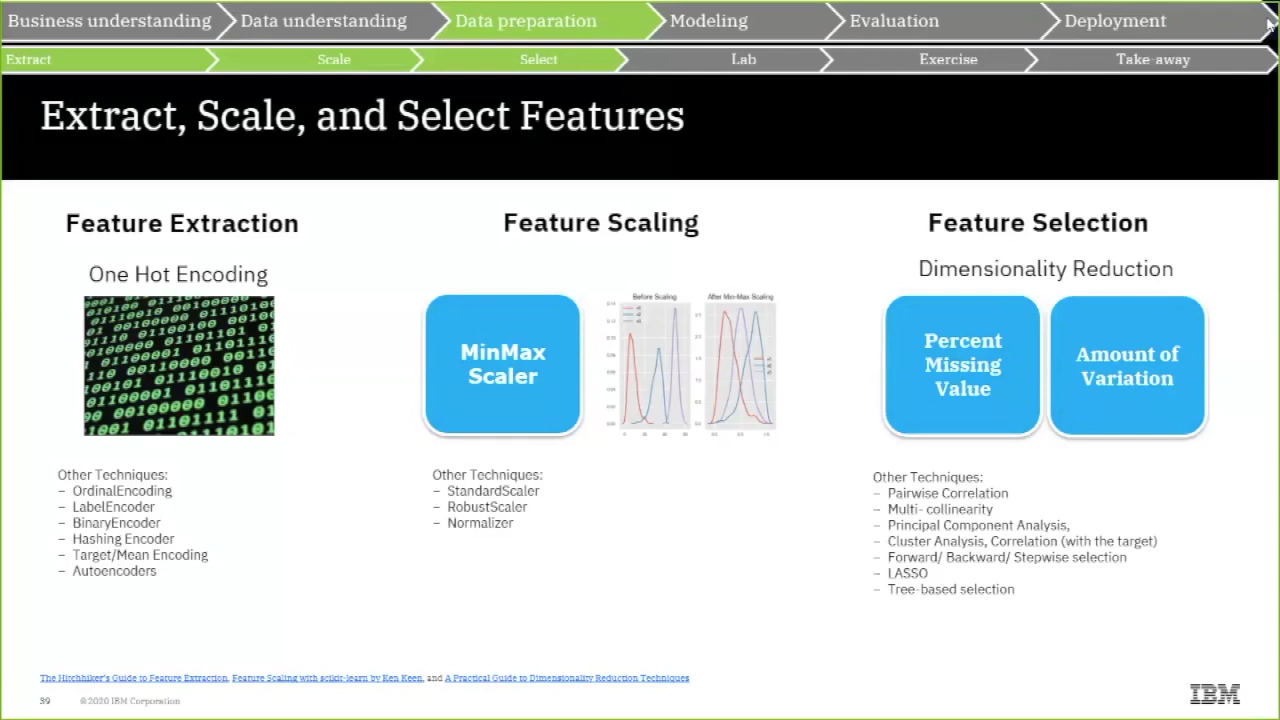 Business understanding
Data understanding
Data preparation
Modeling
Evaluation
Deployment
Extract
Scale
Select
Lab
Exercise
Take-away
Extract, Scale, and Select Features
Feature Extraction
One Hot Encoding
Other Techniques:
– OrdinalEncoding
– LabelEncoder
– BinaryEncoder
– Hashing Encoder
– Target/Mean Encoding
– Autoencoders
Feature Scaling
MinMax
Scaler
Before Scaling
After Min-Max Scaling
Other Techniques:
– StandardScaler
– RobustScaler
– Normalizer
Feature Selection
Dimensionality Reduction
Percent
Missing
Value
Amount of
Variation
Other Techniques:
– Pairwise Correlation
– Multi- collinearity
– Principal Component Analysis,
– Cluster Analysis, Correlation (with the target)
– Forward/ Backward/ Stepwise selection
– LASSO
– Tree-based selection
The Hitchhiker's Guide to Feature Extraction, Feature Scaling with scikit-learn by Ken Keen, and A Practical Guide to Dimensionality Reduction Techniques
39
© 2020 IBM Corporation
IBM